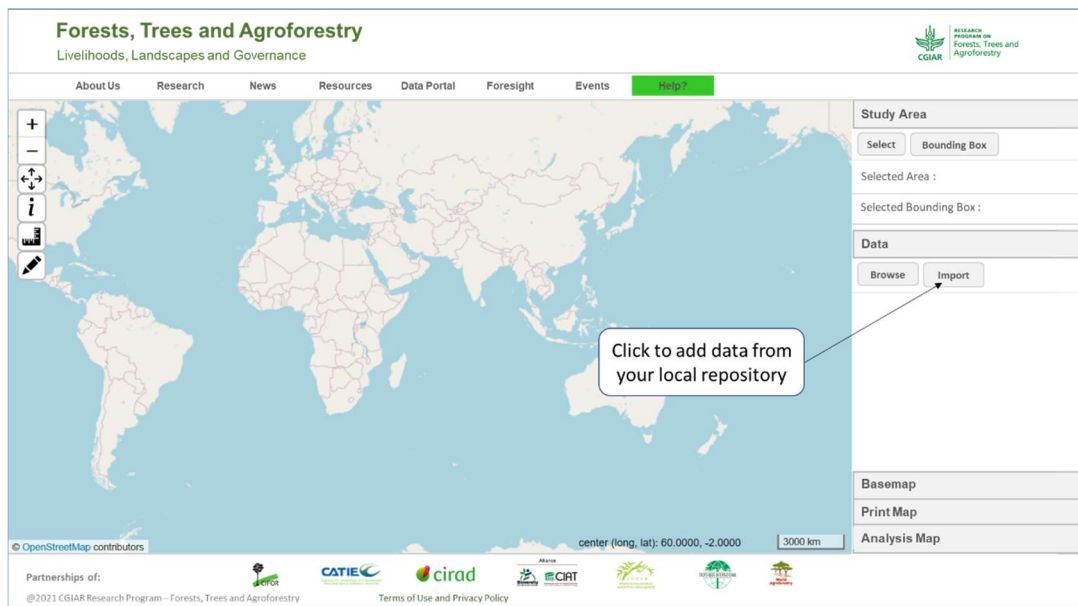 Forests, Trees and Agroforestry
Livelihoods, Landscapes and Governance
CGIAR
RESEARCH
PROGRAM ON
Forests, Trees and
Agroforestry
About Us Research News Resources Data Portal Foresight Events Help?
+
−
i
Study Area
Select Bounding Box
Selected Area :
Selected Bounding Box :
Data
Browse Import
Click to add data from
your local repository
Basemap
Print Map
Analysis Map
© OpenStreetMap contributors
center (long, lat): 60.0000, -2.0000
3000 km
Partnerships of:
CIFOR
CATIE
cirad
Alliance
CIAT
@2021 CGIAR Research Program – Forests, Trees and Agroforestry
Terms of Use and Privacy Policy